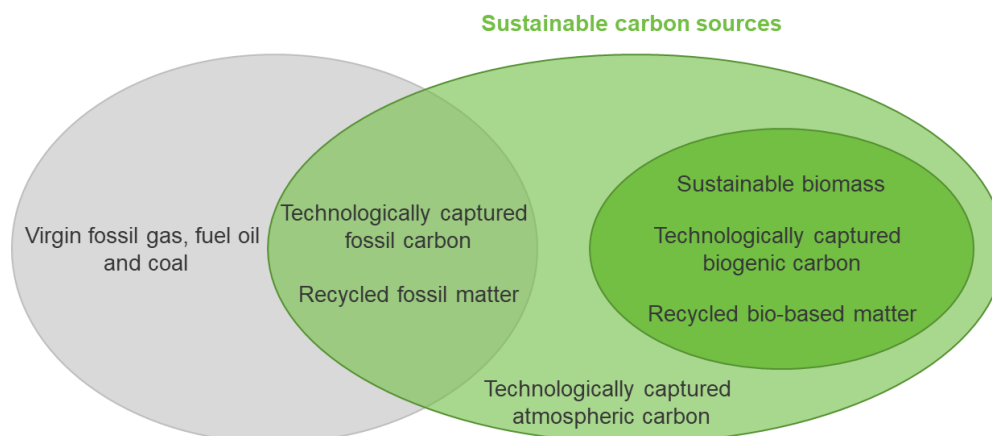 Sustainable carbon sources
Virgin fossil gas, fuel oil
and coal
Technologically captured
fossil carbon
Recycled fossil matter
Sustainable biomass
Technologically captured
biogenic carbon
Recycled bio-based matter
Technologically captured
atmospheric carbon